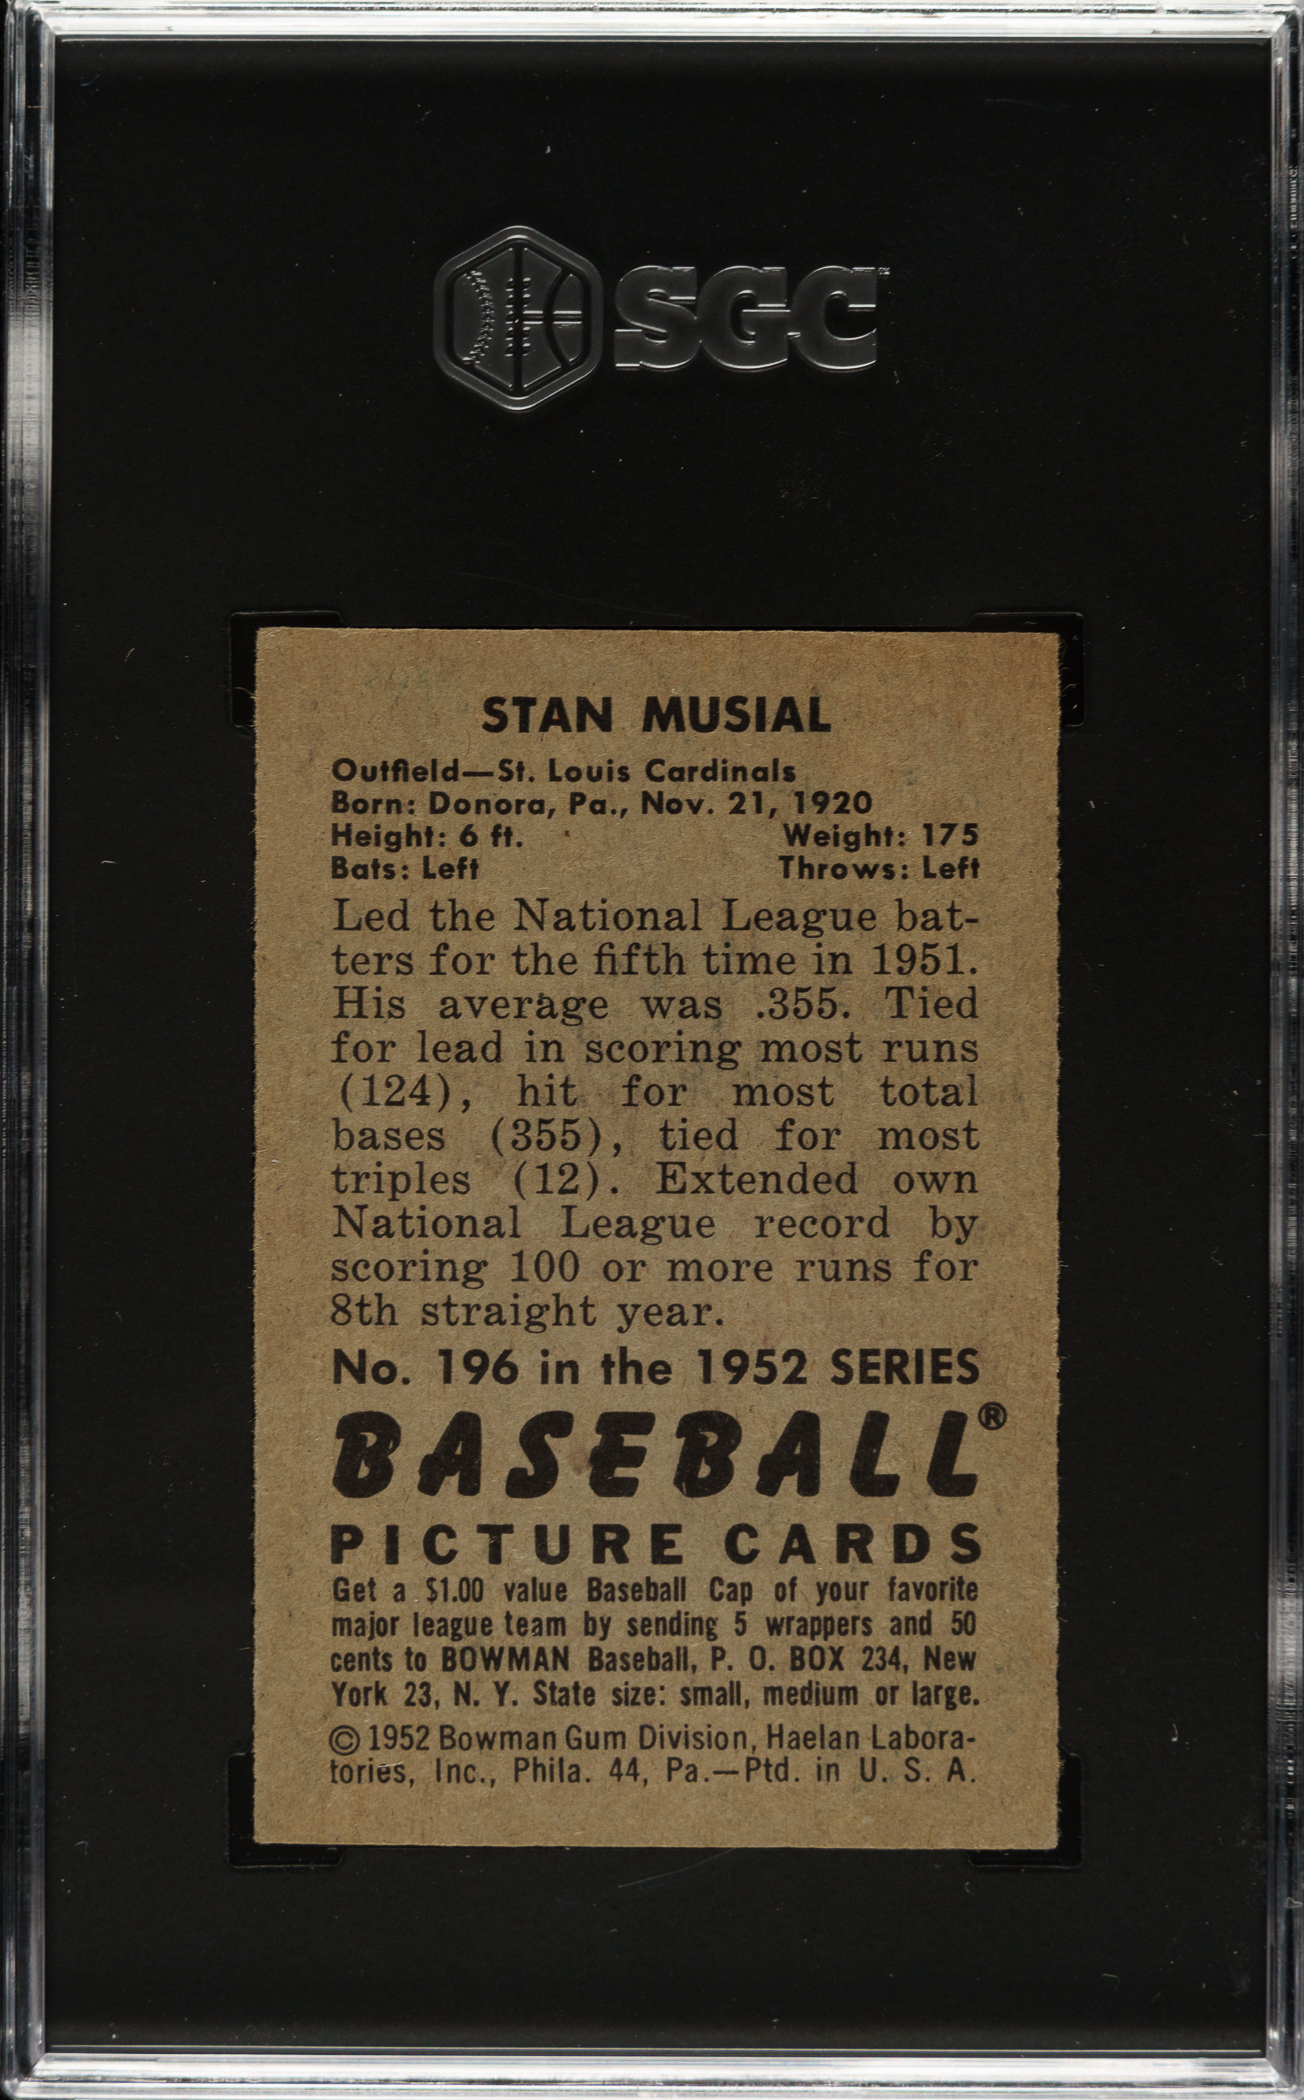 SGC™
STAN MUSIAL
Outfield—St. Louis Cardinals
Born: Donora, Pa., Nov. 21, 1920
Height: 6 ft. Weight: 175
Bats: Left Throws: Left
Led the National League bat-
ters for the fifth time in 1951.
His average was .355. Tied
for lead in scoring most runs
(124), hit for most total
bases (355), tied for most
triples (12). Extended own
National League record by
scoring 100 or more runs for
8th straight year.
No. 196 in the 1952 SERIES
BASEBALL®
PICTURE CARDS
Get a $1.00 value Baseball Cap of your favorite
major league team by sending 5 wrappers and 50
cents to BOWMAN Baseball, P. O. BOX 234, New
York 23, N. Y. State size: small, medium or large.
© 1952 Bowman Gum Division, Haelan Labora-
tories, Inc., Phila. 44, Pa.—Ptd. in U. S. A.